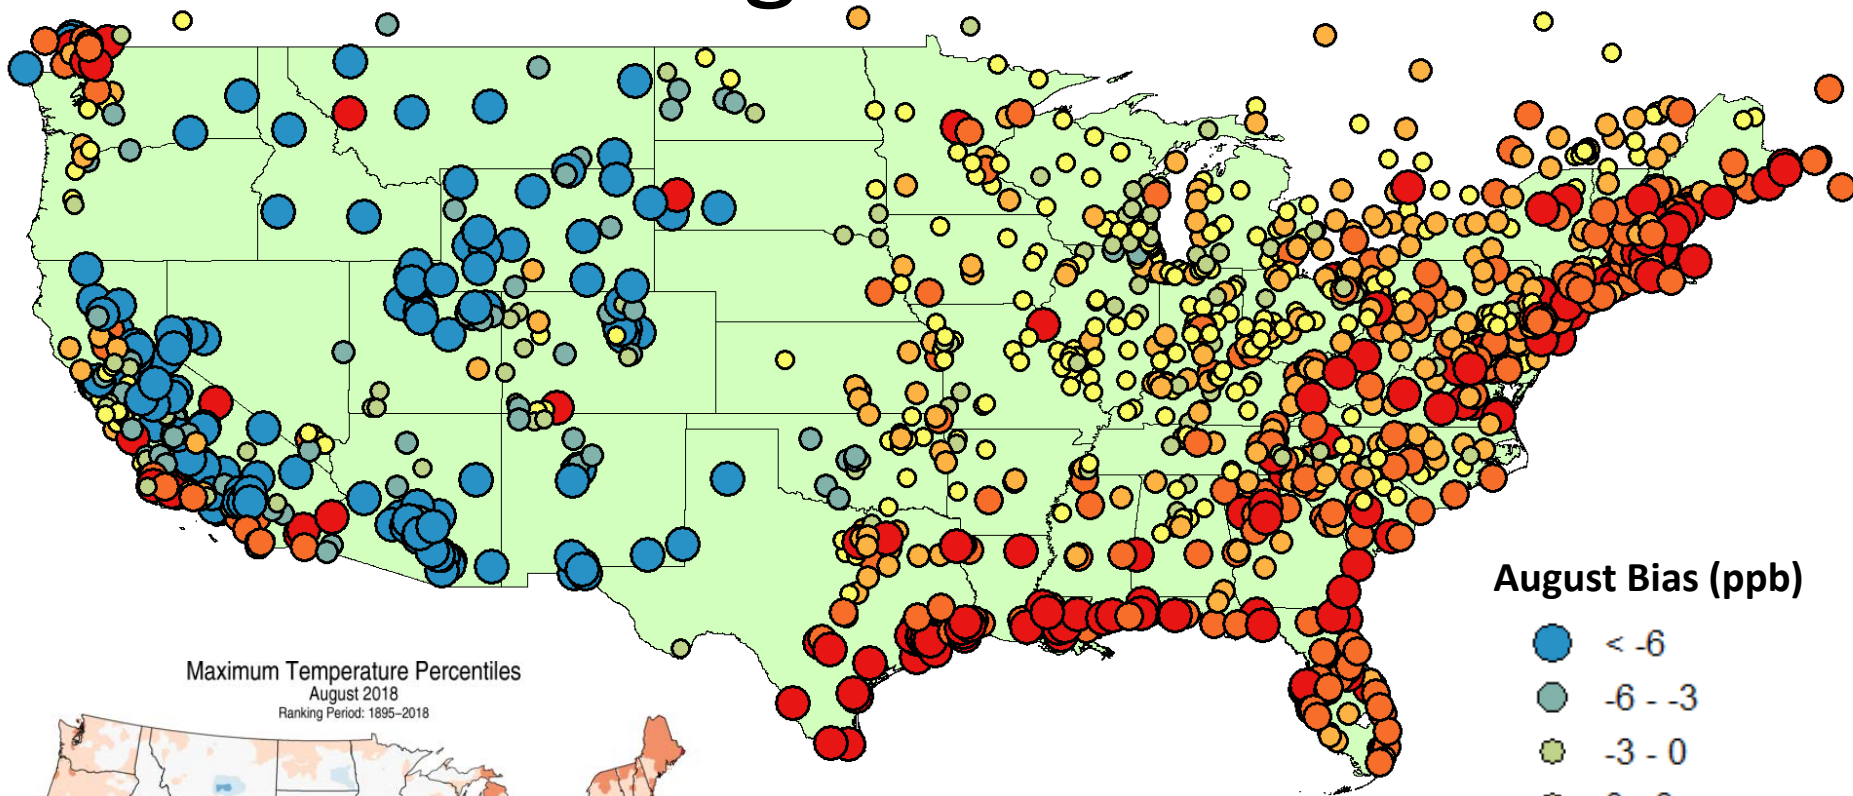 August Bias (ppb)
< -6
-6 - -3
-3 - 0
Maximum Temperature Percentiles
August 2018
Ranking Period: 1895–2018